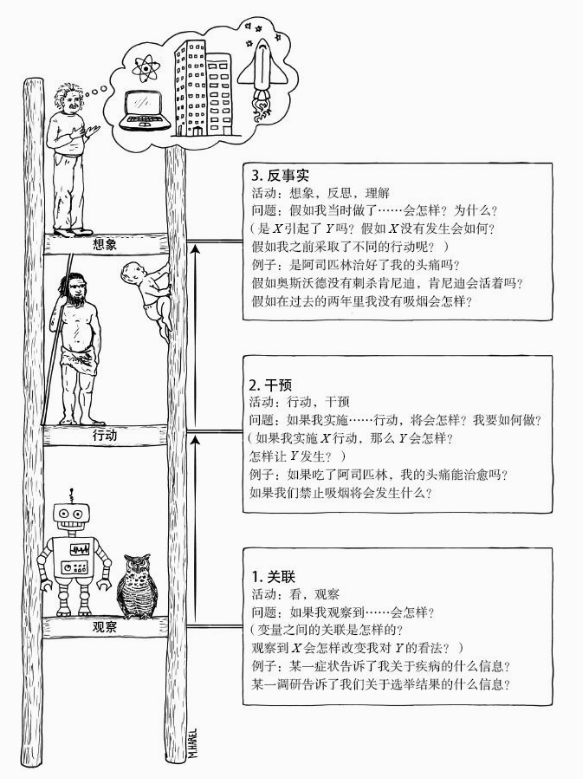 3. 反事实
活动：想象，反思，理解
问题：假如我当时做了……会怎样？为什么？
（是X引起了Y吗？假如X没有发生会如何？
假如我之前采取了不同的行动呢？）
例子：是阿司匹林治好了我的头痛吗？
假如奥斯沃德没有刺杀肯尼迪，肯尼迪会活着吗？
假如在过去的两年里我没有吸烟会怎样？
想象
2. 干预
活动：行动，干预
问题：如果我实施……行动，将会怎样？我要如何做？
（如果我实施X行动，那么Y会怎样？
怎样让Y发生？）
例子：如果吃了阿司匹林，我的头痛能治愈吗？
如果我们禁止吸烟将会发生什么？
行动
1. 关联
活动：看，观察
问题：如果我观察到……会怎样？
（变量之间的关联是怎样的？
观察到X会怎样改变我对Y的看法？）
例子：某一症状告诉了我关于疾病的什么信息？
某一调研告诉了我们关于选举结果的什么信息？
观察
M.HAREL